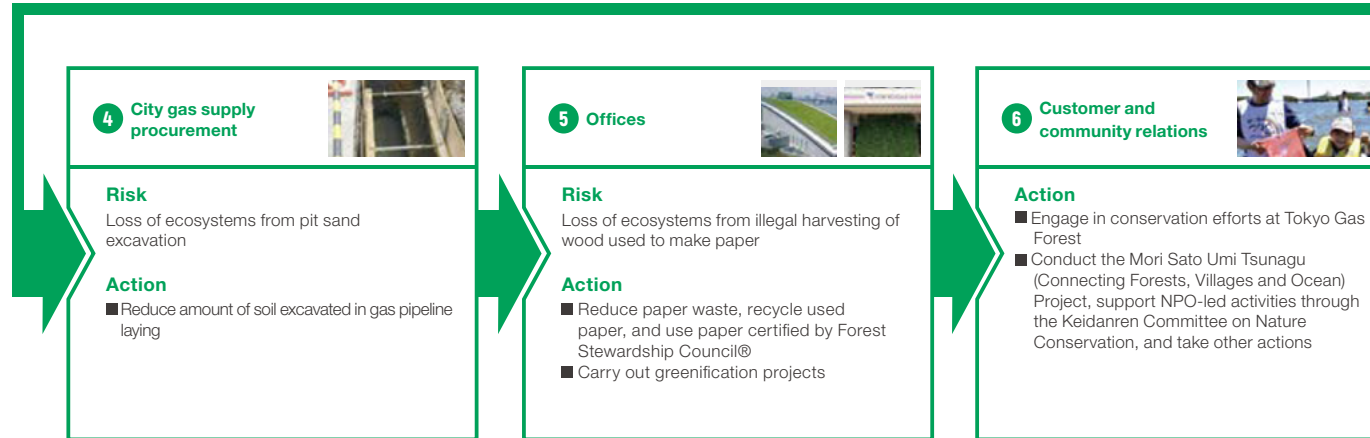 4 City gas supply
procurement
Risk
Loss of ecosystems from pit sand
excavation
Action
■ Reduce amount of soil excavated in gas pipeline
laying
5 Offices
Risk
Loss of ecosystems from illegal harvesting of
wood used to make paper
Action
■ Reduce paper waste, recycle used
paper, and use paper certified by Forest
Stewardship Council®
■ Carry out greenification projects
6 Customer and
community relations
Action
■ Engage in conservation efforts at Tokyo Gas
Forest
■ Conduct the Mori Sato Umi Tsunagu
(Connecting Forests, Villages and Ocean)
Project, support NPO-led activities through
the Keidanren Committee on Nature
Conservation, and take other actions